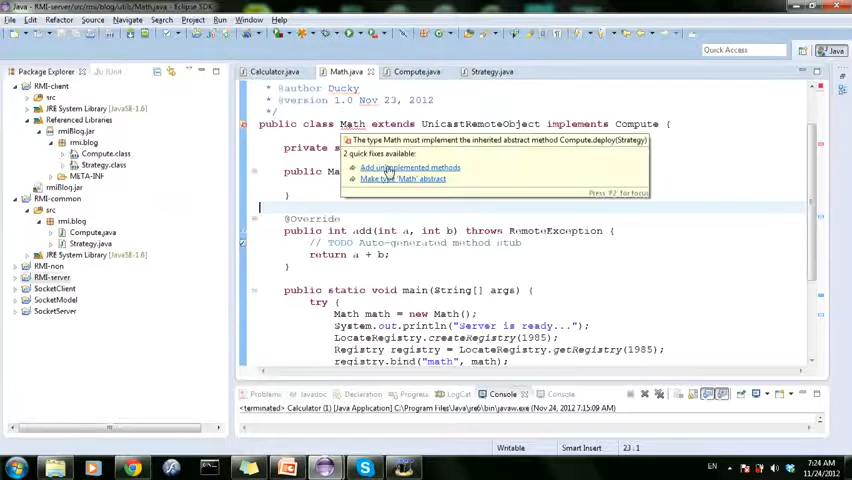 RMI-server/src/rmi/blog/utils/Math.java - Eclipse SDK
File Edit Refactor Source Navigate Search Project Run Window Help
Quick Access
Java
Package Explorer
JUnit
Calculator.java
Math.java
Compute.java
Strategy.java
RMI-client
src
JRE System Library [JavaSE-1.6]
Referenced Libraries
rmiBlog.jar
rmi.blog
Compute.class
Strategy.class
META-INF
rmiBlog.jar
RMI-common
src
rmi.blog
Compute.java
Strategy.java
JRE System Library [JavaSE-1.6]
RMI-non
RMI-server
SocketClient
SocketModel
SocketServer
* @author Ducky
* @version 1.0 Nov 23, 2012
*/
public class Math extends UnicastRemoteObject implements Compute {
The type Math must implement the inherited abstract method Compute.deploy(Strategy)
2 quick fixes available:
Add unimplemented methods
Make type 'Math' abstract
Press 'F2' for focus
private s
public Ma
}
@Override
public int add(int a, int b) throws RemoteException {
// TODO Auto-generated method stub
return a + b;
}
public static void main(String[] args) {
try {
Math math = new Math();
System.out.println("Server is ready...");
LocateRegistry.createRegistry(1985);
Registry registry = LocateRegistry.getRegistry(1985);
registry.bind("math", math);
Problems Javadoc Declaration Progress LogCat Console Console
<terminated> Calculator (1) [Java Application] C:\Program Files\Java\jre6\bin\javaw.exe (Nov 24, 2012 7:15:09 AM)
Writable
Smart Insert
23 : 1
EN
7:24 AM
11/24/2012